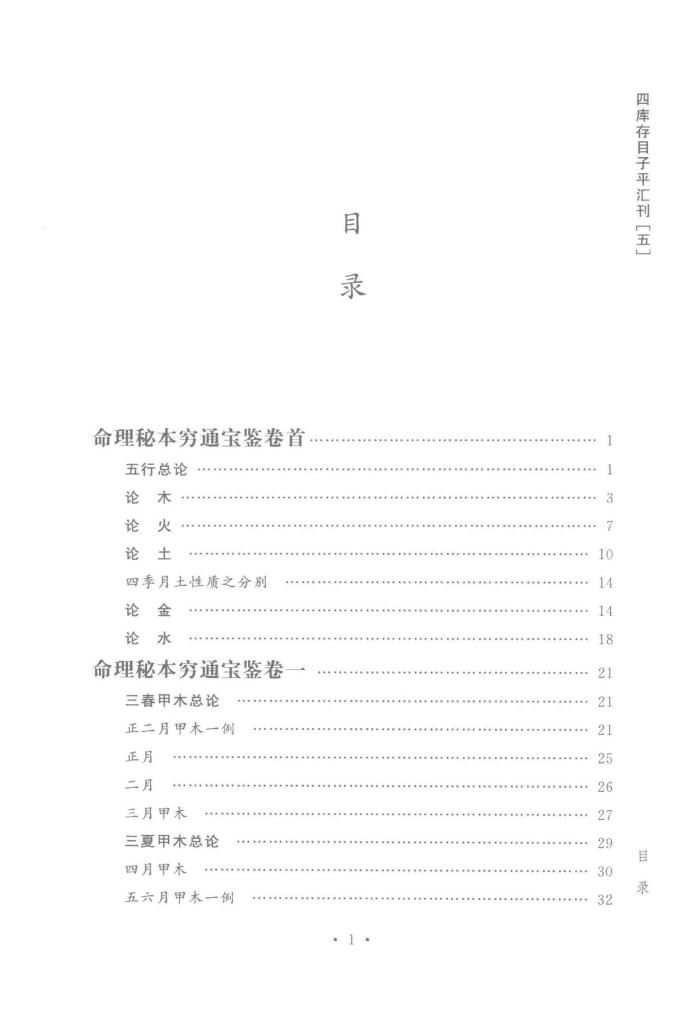 四库存目子平汇刊[五]
目
录
命理秘本穷通宝鉴卷首 …………………………………………… 1
五行总论 …………………………………………… 1
论　木 …………………………………………… 3
论　火 …………………………………………… 7
论　土 …………………………………………… 10
四季月土性质之分别 …………………………………………… 14
论　金 …………………………………………… 14
论　水 …………………………………………… 18
命理秘本穷通宝鉴卷一 …………………………………………… 21
三春甲木总论 …………………………………………… 21
正二月甲木一例 …………………………………………… 21
正月 …………………………………………… 25
二月 …………………………………………… 26
三月甲木 …………………………………………… 27
三夏甲木总论 …………………………………………… 29
四月甲木 …………………………………………… 30
五六月甲木一例 …………………………………………… 32
目
录
· 1 ·